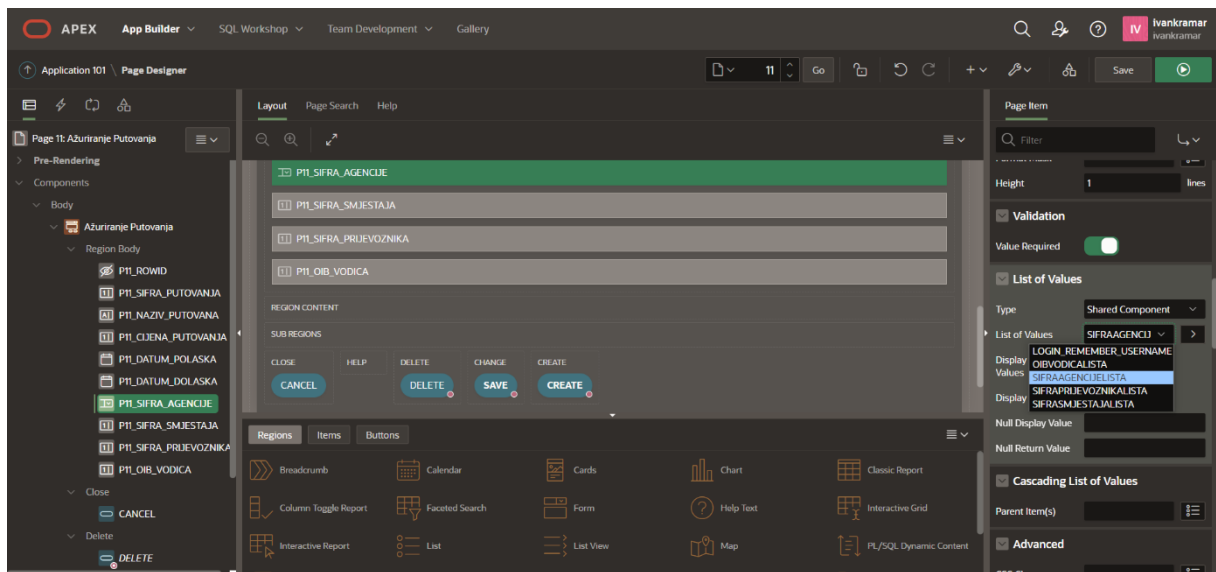 APEX App Builder SQL Workshop Team Development Gallery IV ivankramar
ivankramar
Application 101 \ Page Designer 11 Go Save
Page 11: Ažuriranje Putovanja
Pre-Rendering
Components
Body
Ažuriranje Putovanja
Region Body
P11_ROWID
P11_SIFRA_PUTOVANJA
P11_NAZIV_PUTOVANA
P11_CIJENA_PUTOVANJA
P11_DATUM_POLASKA
P11_DATUM_DOLASKA
P11_SIFRA_AGENCIJE
P11_SIFRA_SMJESTAJA
P11_SIFRA_PRIJEVOZNIKA
P11_OIB_VODICA
Close
CANCEL
Delete
DELETE
Layout Page Search Help
P11_SIFRA_AGENCIJE
P11_SIFRA_SMJESTAJA
P11_SIFRA_PRIJEVOZNIKA
P11_OIB_VODICA
REGION CONTENT
SUB REGIONS
CLOSE HELP DELETE CHANGE CREATE
CANCEL DELETE SAVE CREATE
Regions Items Buttons
Breadcrumb Calendar Cards Chart Classic Report
Column Toggle Report Faceted Search Form Help Text Interactive Grid
Interactive Report List List View Map PL/SQL Dynamic Content
Page Item
Filter
Height 1 lines
Validation
Value Required
List of Values
Type Shared Component
List of Values SIFRAAGENCIJ
Display
Values
LOGIN_REMEMBER_USERNAME
OIBVODICALISTA
SIFRAAGENCIJELISTA
SIFRAPRIJEVOZNIKALISTA
SIFRASMJESTAJALISTA
Display
Null Display Value
Null Return Value
Cascading List of Values
Parent Item(s)
Advanced